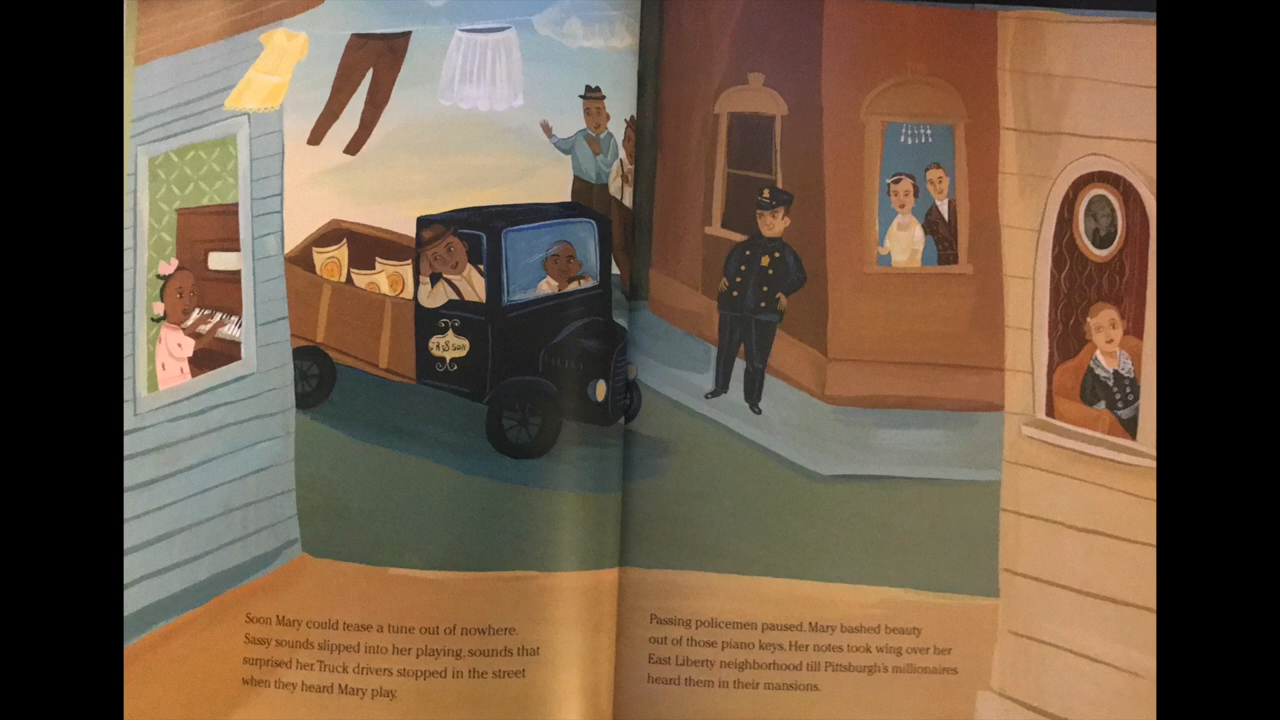 R & SON
Soon Mary could tease a tune out of nowhere.
Sassy sounds slipped into her playing, sounds that
surprised her. Truck drivers stopped in the street
when they heard Mary play.
Passing policemen paused. Mary bashed beauty
out of those piano keys. Her notes took wing over her
East Liberty neighborhood till Pittsburgh's millionaires
heard them in their mansions.